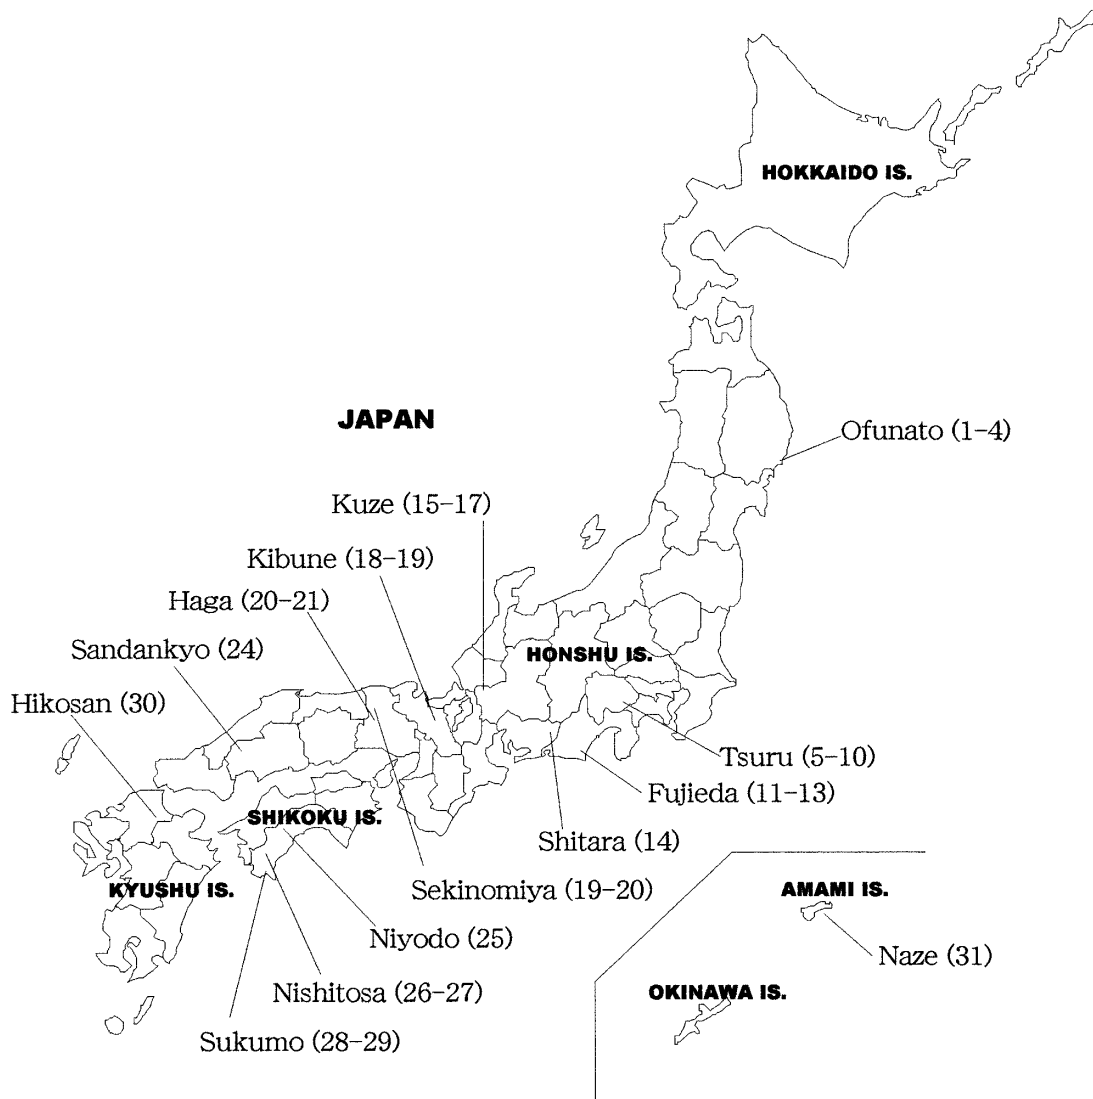 HOKKAIDO IS.
JAPAN
Ofunato (1-4)
Kuze (15-17)
Kibune (18-19)
Haga (20-21)
Sandankyo (24)
HONSHU IS.
Hikosan (30)
Tsuru (5-10)
Fujieda (11-13)
SHIKOKU IS.
Shitara (14)
KYUSHU IS.
Sekinomiya (19-20)
AMAMI IS.
Niyodo (25)
Naze (31)
Nishitosa (26-27)
OKINAWA IS.
Sukumo (28-29)